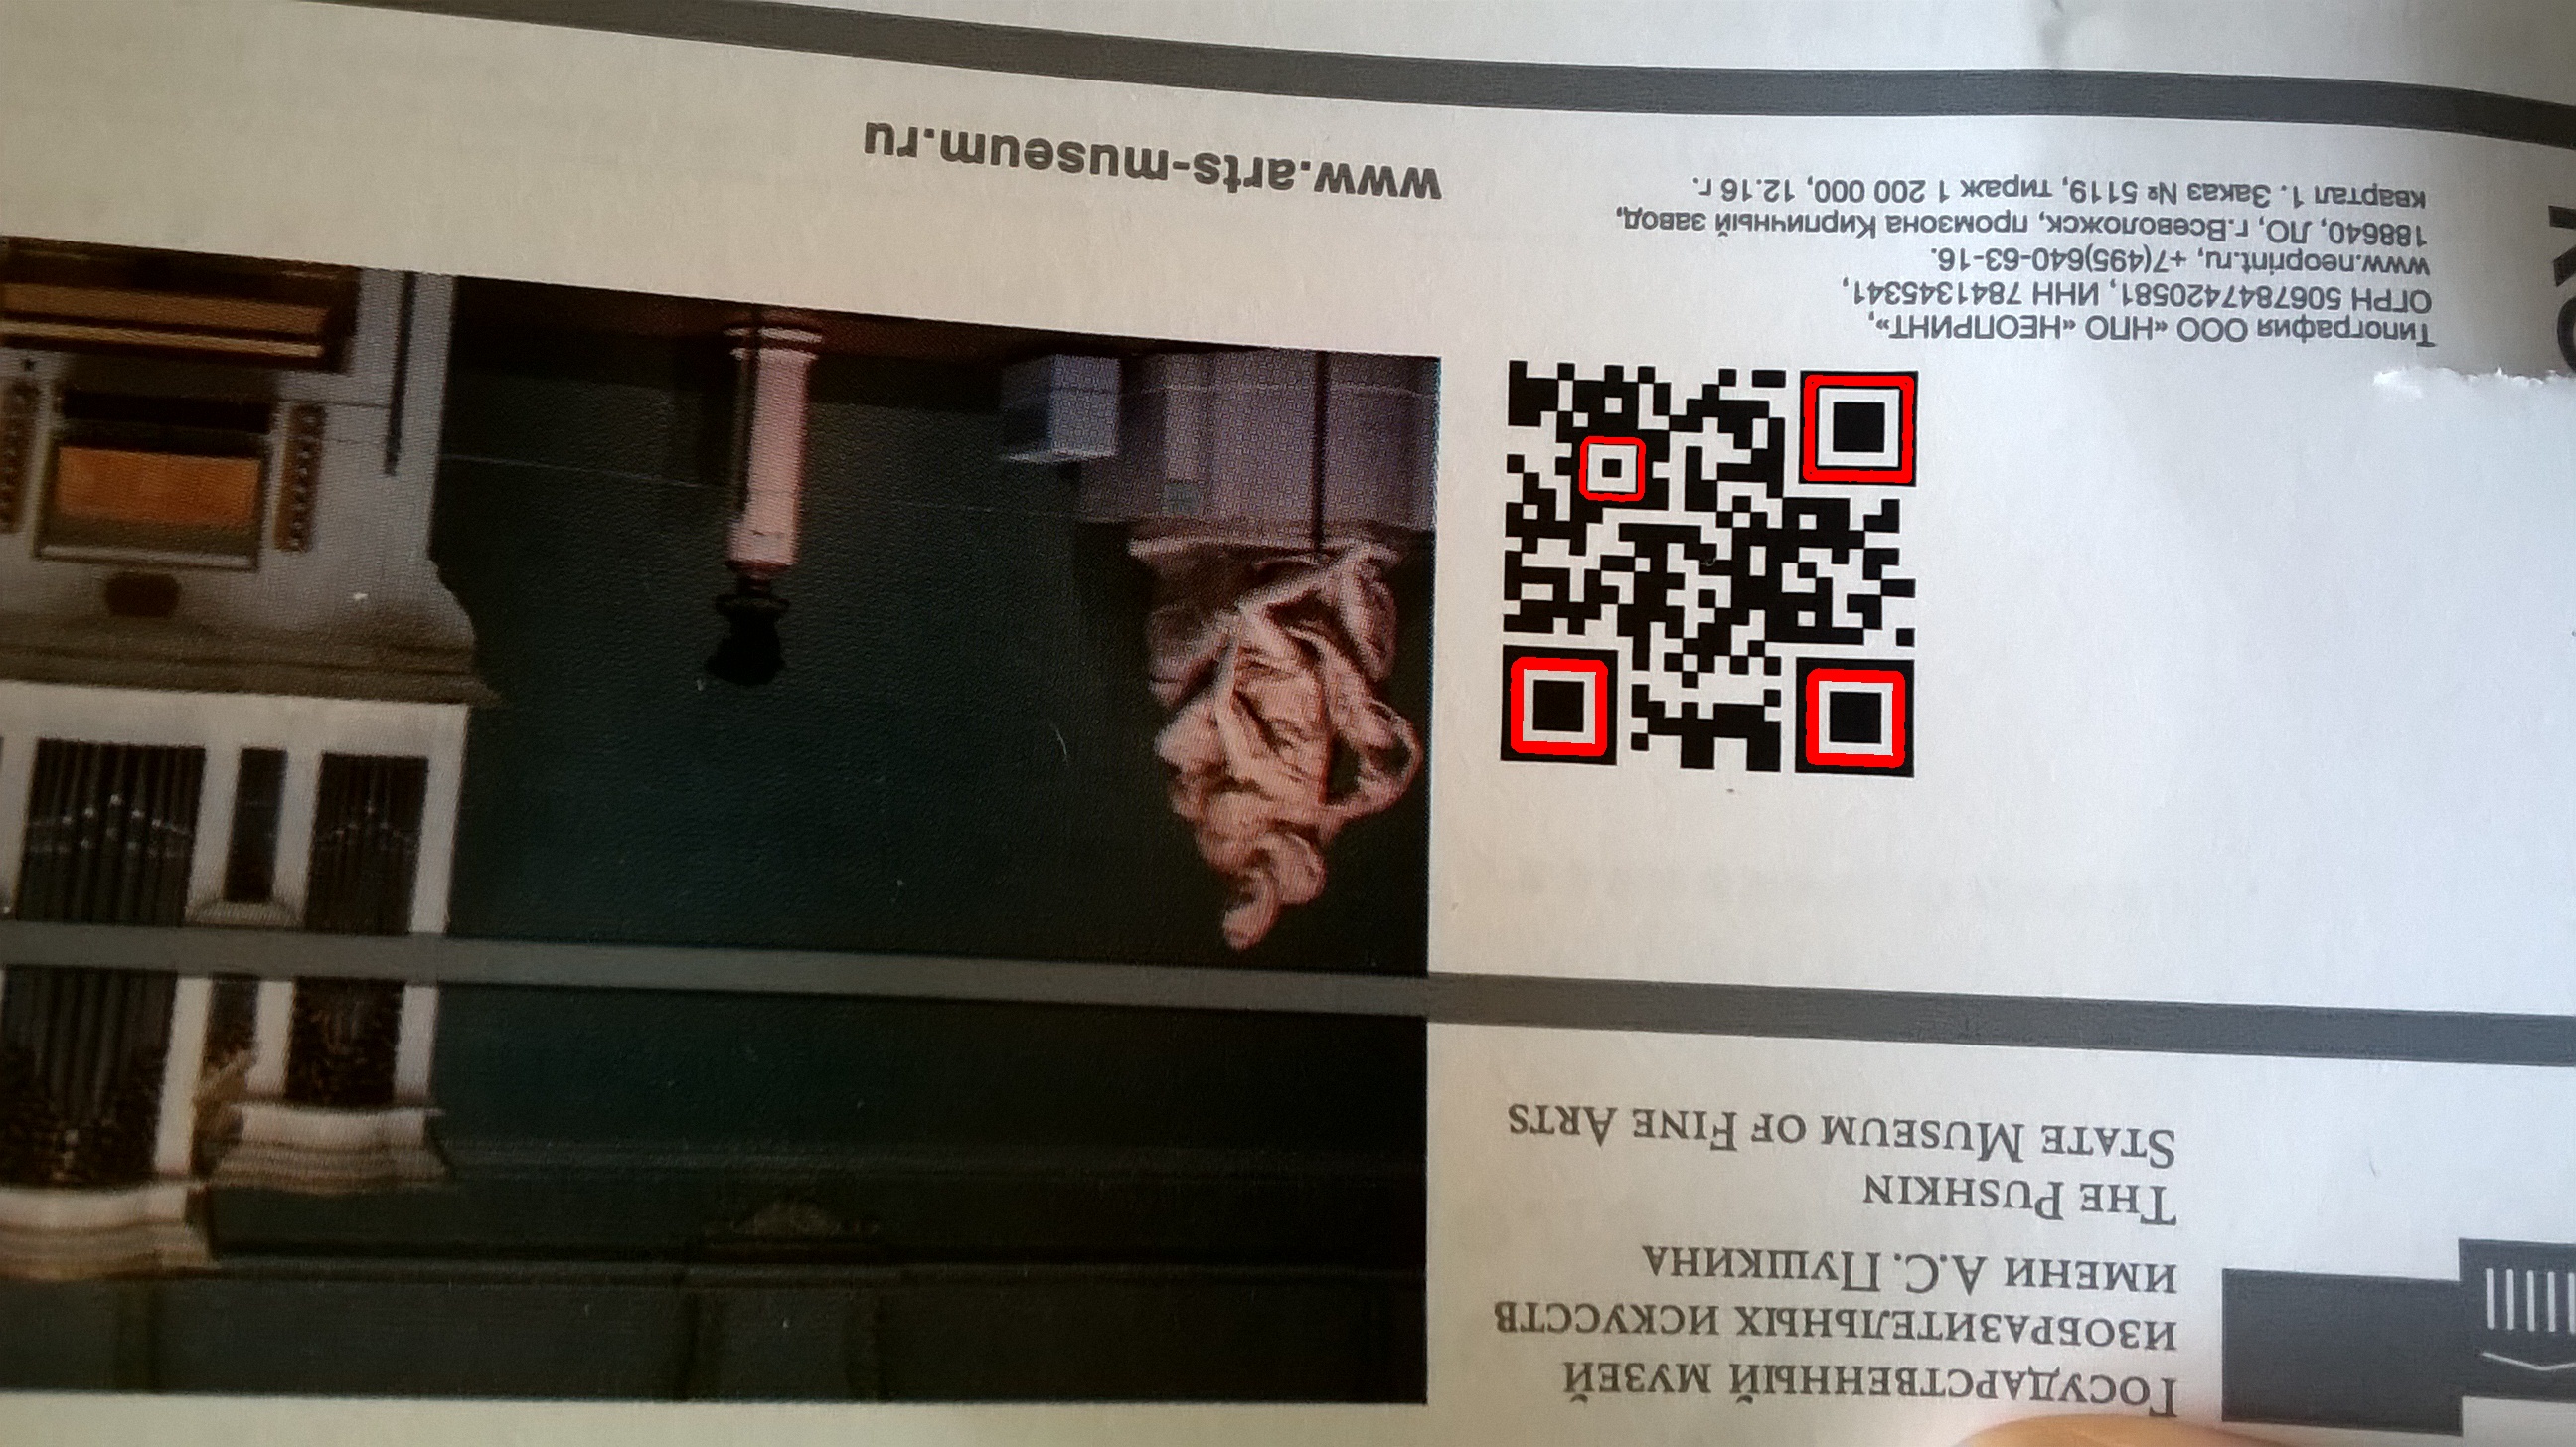 Государственный музей
изобразительных искусств
имени А.С. Пушкина
The Pushkin
State Museum of Fine Arts
Типография ООО «ННО «НЕОПРИНТ»,
ОГРН 5067847420581, ИНН 7841345341,
www.neoprint.ru, +7(495)640-63-16.
188640, ЛО, г.Всеволожск, промзона Кирпичный завод,
квартал 1. Заказ № 5119, тираж 1 200 000, 12.16 г.
www.arts-museum.ru